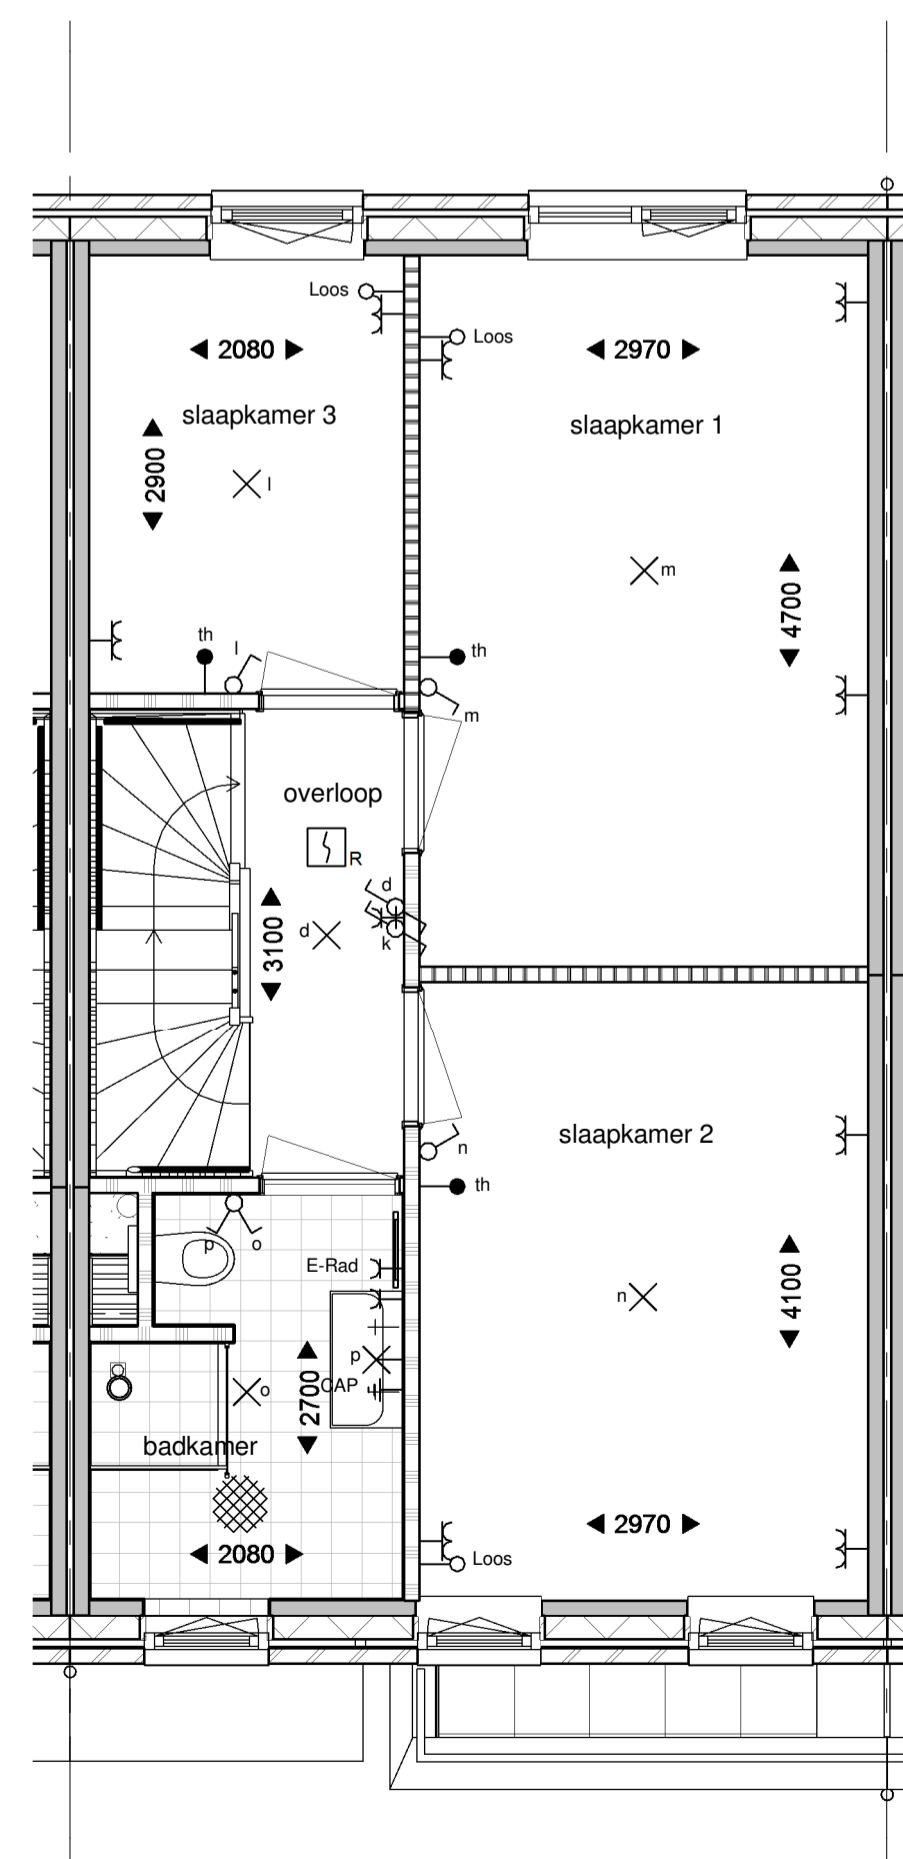 Loos
Loos
2080
2970
slaapkamer 3
slaapkamer 1
2900
l
m
4700
th
l
th
m
overloop
R
d
d
k
3100
slaapkamer 2
n
th
p
o
E-Rad
4100
n
p
o
CAP
2700
badkamer
2970
2080
Loos